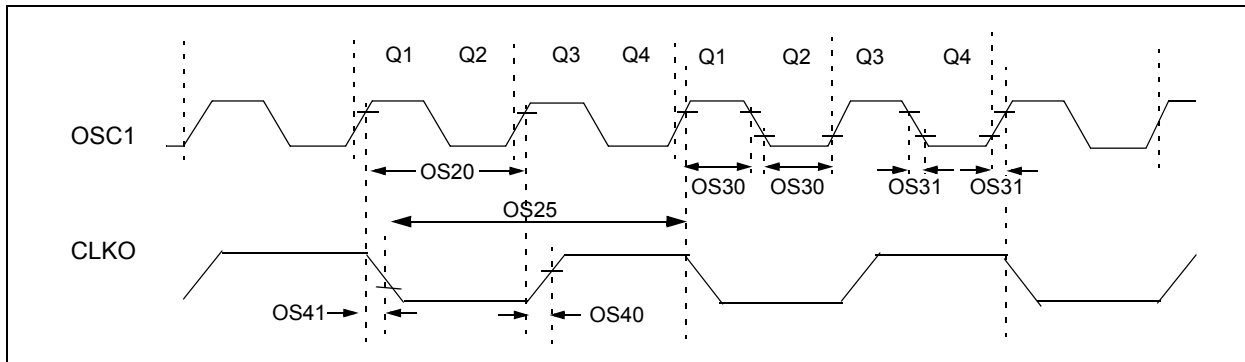 Q1 Q2 Q3 Q4 Q1 Q2 Q3 Q4
OSC1
OS20
OS30 OS30 OS31 OS31
OS25
CLKO
OS41 OS40